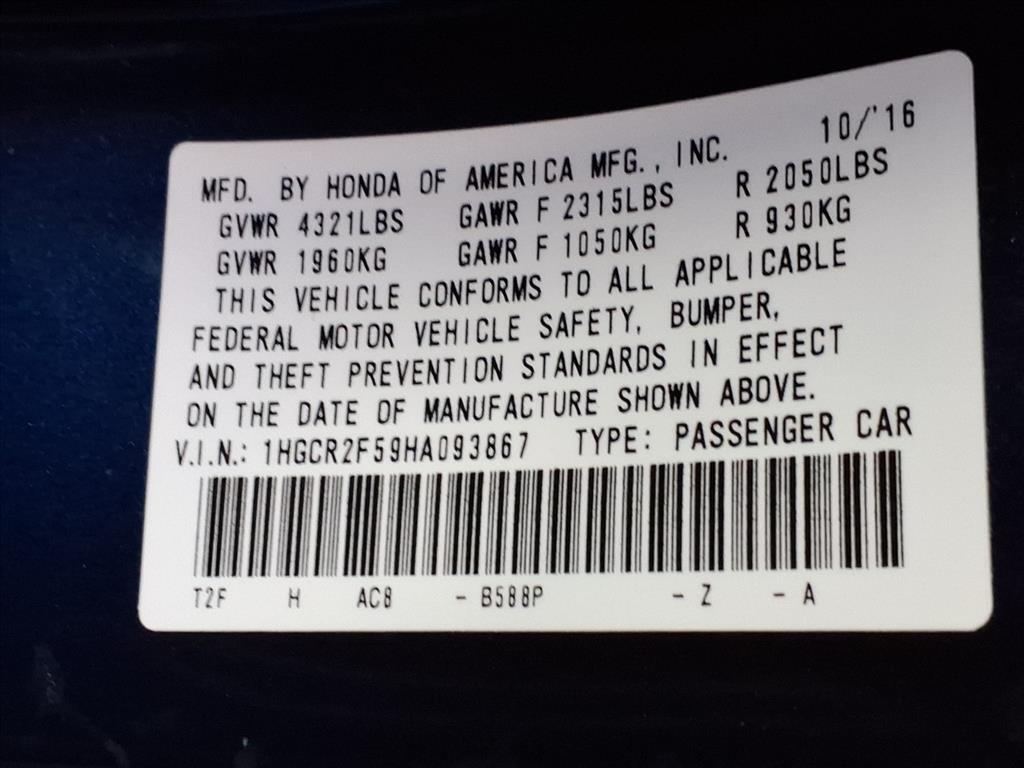 10/'16
MFD. BY HONDA OF AMERICA MFG., INC.
GVWR 4321LBS GAWR F 2315LBS R 2050LBS
GVWR 1960KG GAWR F 1050KG R 930KG
THIS VEHICLE CONFORMS TO ALL APPLICABLE
FEDERAL MOTOR VEHICLE SAFETY, BUMPER,
AND THEFT PREVENTION STANDARDS IN EFFECT
ON THE DATE OF MANUFACTURE SHOWN ABOVE.
V.I.N.: 1HGCR2F59HA093867 TYPE: PASSENGER CAR
T2F H AC8 - B588P - Z - A